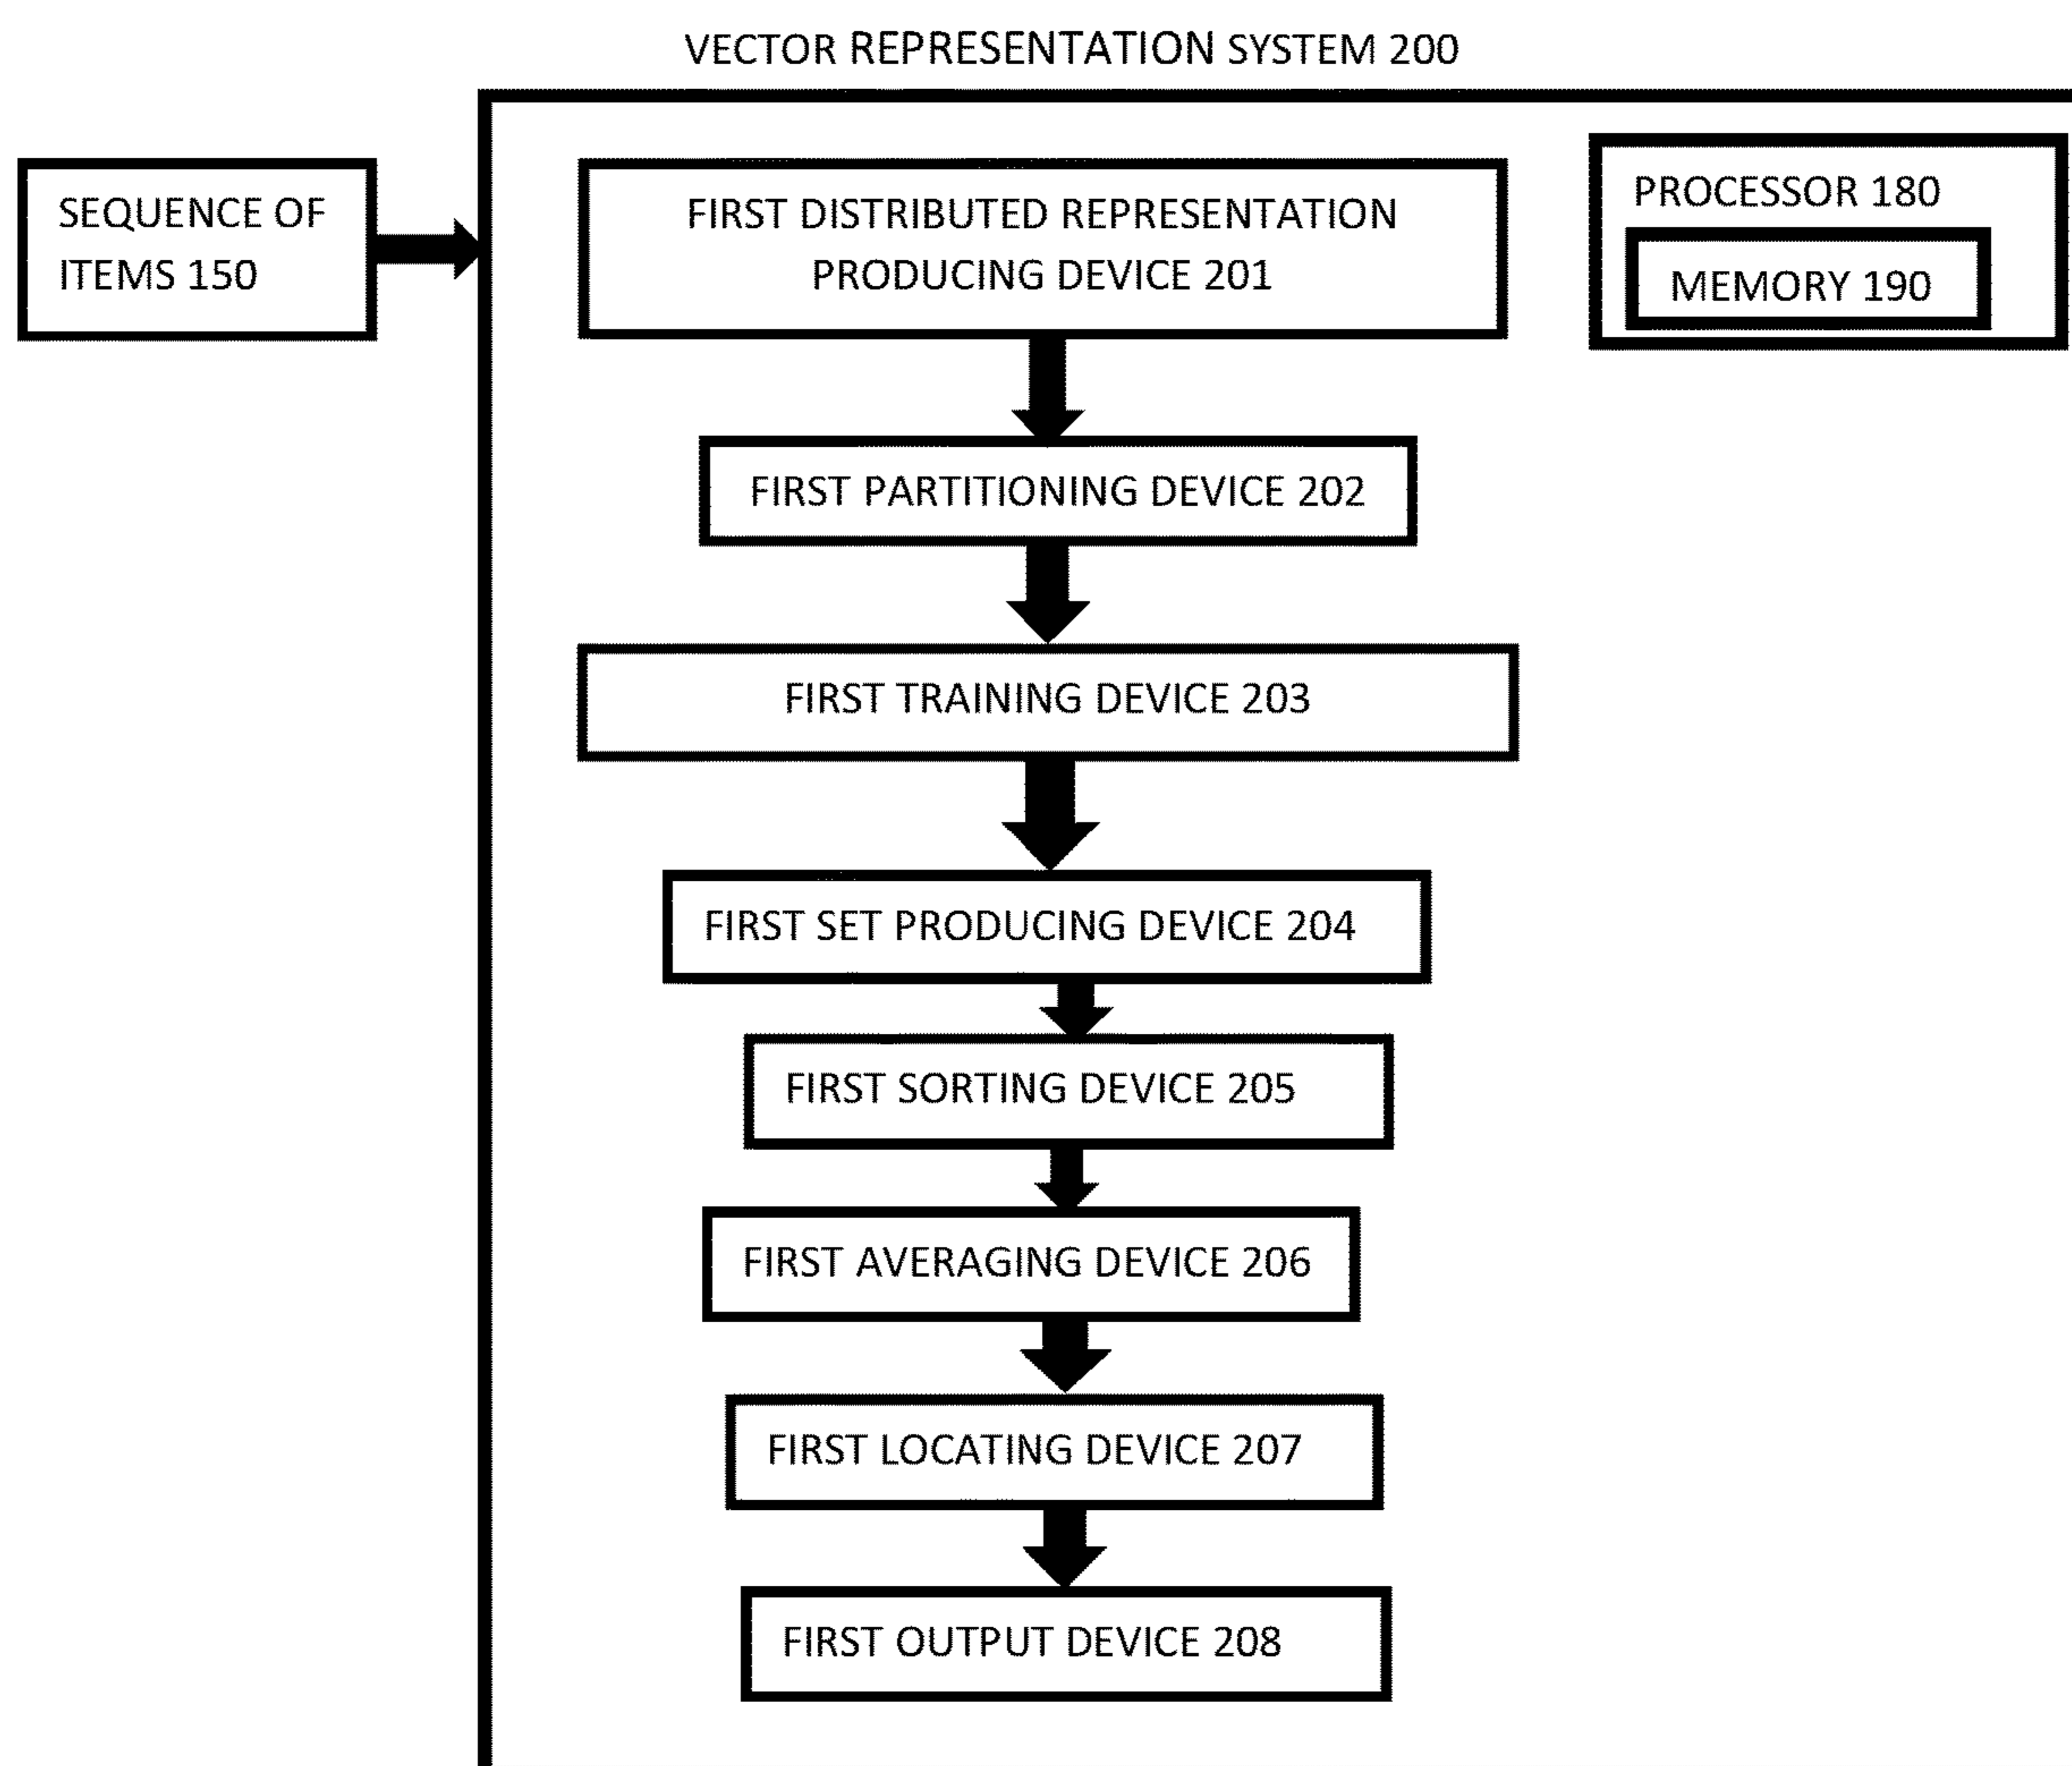 VECTOR REPRESENTATION SYSTEM 200
SEQUENCE OF
ITEMS 150
FIRST DISTRIBUTED REPRESENTATION
PRODUCING DEVICE 201
PROCESSOR 180
MEMORY 190
FIRST PARTITIONING DEVICE 202
FIRST TRAINING DEVICE 203
FIRST SET PRODUCING DEVICE 204
FIRST SORTING DEVICE 205
FIRST AVERAGING DEVICE 206
FIRST LOCATING DEVICE 207
FIRST OUTPUT DEVICE 208